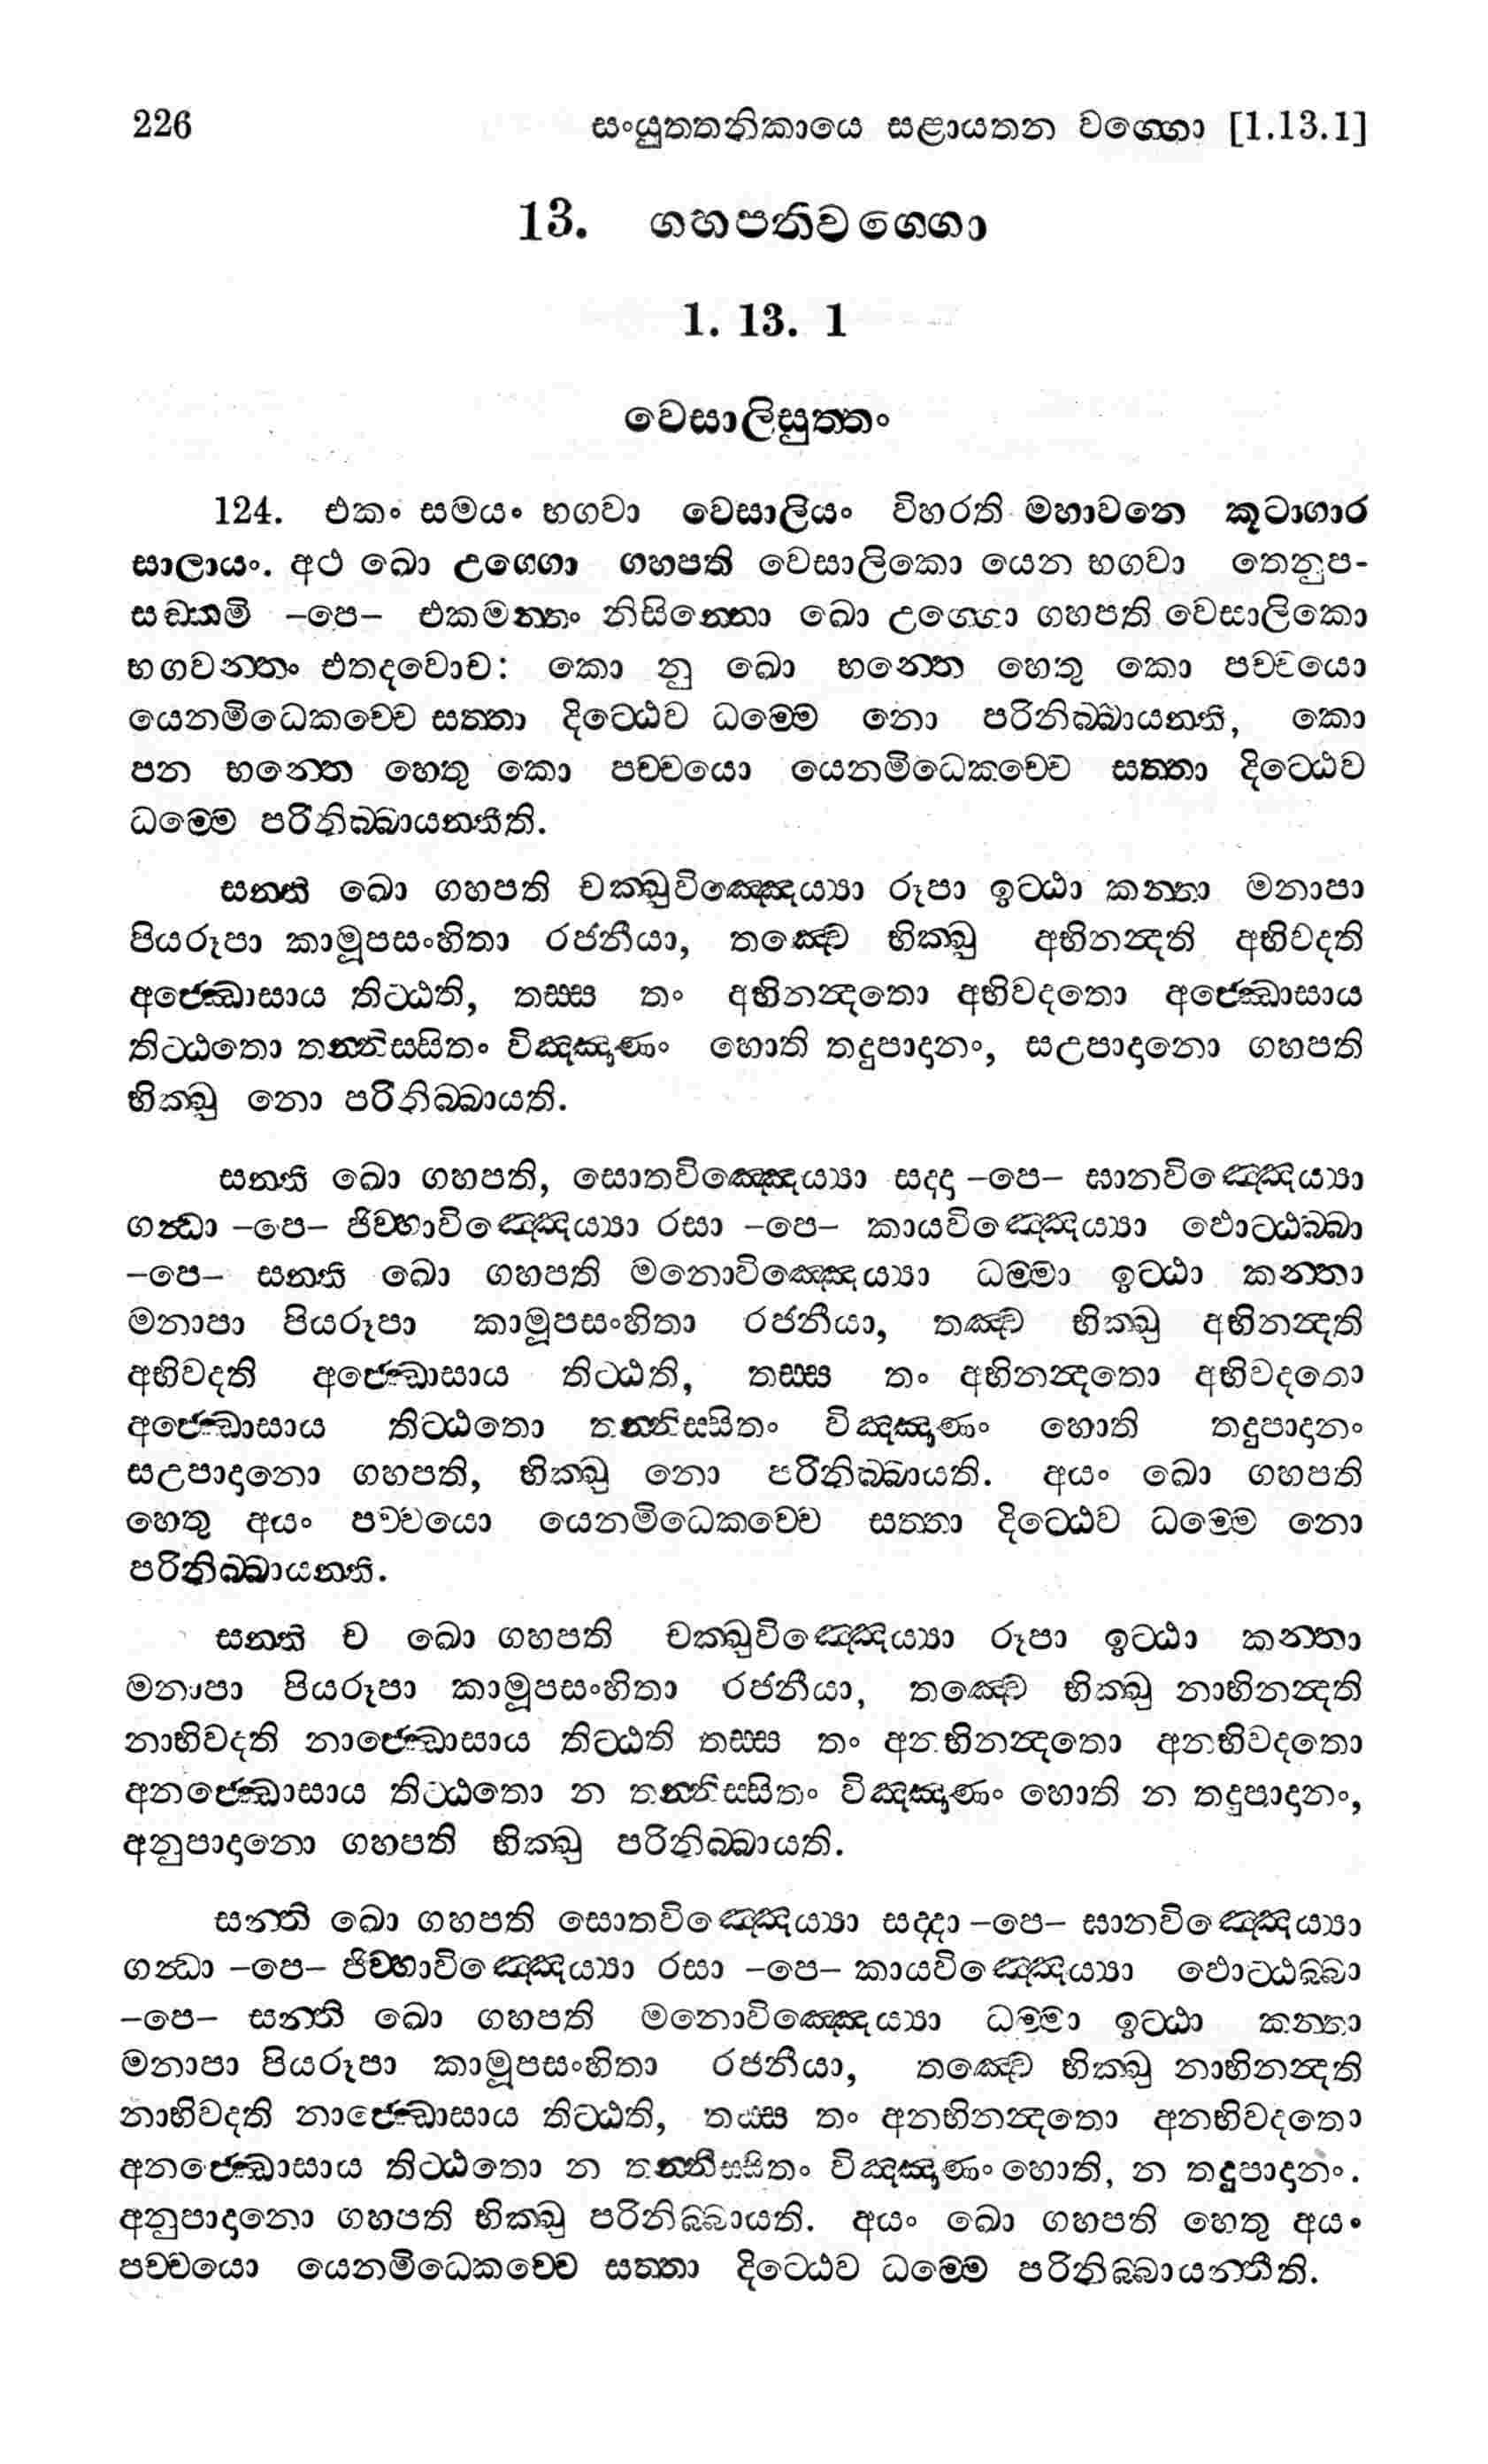 226 සංයුත්තනිකායෙ සළායතන වග්ගො [1.13.1]
13. ගහපතිවග්ගො
1. 13. 1
වෙසාලිසුත්තං
124. එකං සමයං භගවා වෙසාලියං විහරති මහාවනෙ කූටාගාර
සාලායං. අථ ඛො උග්ගො ගහපති වෙසාලිකො යෙන භගවා තෙනුප-
සඞ්කමි –පෙ– එකමන්තං නිසින්නො ඛො උග්ගො ගහපති වෙසාලිකො
භගවන්තං එතදවොච: කො නු ඛො භන්තෙ හෙතු කො පච්චයො
යෙනමිධෙකච්චෙ සත්තා දිට්ඨෙව ධම්මෙ නො පරිනිබ්බායන්ති, කො
පන භන්තෙ හෙතු කො පච්චයො යෙනමිධෙකච්චෙ සත්තා දිට්ඨෙව
ධම්මෙ පරිනිබ්බායන්තීති.
සන්ති ඛො ගහපති චක්ඛුවිඤ්ඤෙය්‍යා රූපා ඉට්ඨා කන්තා මනාපා
පියරූපා කාමූපසංහිතා රජනීයා, තඤ්චෙ භික්ඛු අභිනන්දති අභිවදති
අජ්ඣොසාය තිට්ඨති, තස්ස තං අභිනන්දතො අභිවදතො අජ්ඣොසාය
තිට්ඨතො තන්නිස්සිතං විඤ්ඤාණං හොති තදුපාදානං, සඋපාදානො ගහපති
භික්ඛු නො පරිනිබ්බායති.
සන්ති ඛො ගහපති, සොතවිඤ්ඤෙය්‍යා සද්දා –පෙ– ඝානවිඤ්ඤෙය්‍යා
ගන්ධා –පෙ– ජිව්හාවිඤ්ඤෙය්‍යා රසා –පෙ– කායවිඤ්ඤෙය්‍යා ඵොට්ඨබ්බා
–පෙ– සන්ති ඛො ගහපති මනොවිඤ්ඤෙය්‍යා ධම්මා ඉට්ඨා කන්තා
මනාපා පියරූපා කාමූපසංහිතා රජනීයා, තඤ්චෙ භික්ඛු අභිනන්දති
අභිවදති අජ්ඣොසාය තිට්ඨති, තස්ස තං අභිනන්දතො අභිවදතො
අජ්ඣොසාය තිට්ඨතො තන්නිස්සිතං විඤ්ඤාණං හොති තදුපාදානං
සඋපාදානො ගහපති, භික්ඛු නො පරිනිබ්බායති. අයං ඛො ගහපති
හෙතු අයං පච්චයො යෙනමිධෙකච්චෙ සත්තා දිට්ඨෙව ධම්මෙ නො
පරිනිබ්බායන්ති.
සන්ති ච ඛො ගහපති චක්ඛුවිඤ්ඤෙය්‍යා රූපා ඉට්ඨා කන්තා
මනාපා පියරූපා කාමූපසංහිතා රජනීයා, තඤ්චෙ භික්ඛු නාභිනන්දති
නාභිවදති නාජ්ඣොසාය තිට්ඨති තස්ස තං අනභිනන්දතො අනභිවදතො
අනජ්ඣොසාය තිට්ඨතො න තන්නිස්සිතං විඤ්ඤාණං හොති න තදුපාදානං,
අනුපාදානො ගහපති භික්ඛු පරිනිබ්බායති.
සන්ති ඛො ගහපති සොතවිඤ්ඤෙය්‍යා සද්දා –පෙ– ඝානවිඤ්ඤෙය්‍යා
ගන්ධා –පෙ– ජිව්හාවිඤ්ඤෙය්‍යා රසා –පෙ– කායවිඤ්ඤෙය්‍යා ඵොට්ඨබ්බා
–පෙ– සන්ති ඛො ගහපති මනොවිඤ්ඤෙය්‍යා ධම්මා ඉට්ඨා කන්තා
මනාපා පියරූපා කාමූපසංහිතා රජනීයා, තඤ්චෙ භික්ඛු නාභිනන්දති
නාභිවදති නාජ්ඣොසාය තිට්ඨති, තස්ස තං අනභිනන්දතො අනභිවදතො
අනජ්ඣොසාය තිට්ඨතො න තන්නිස්සිතං විඤ්ඤාණං හොති, න තදුපාදානං.
අනුපාදානො ගහපති භික්ඛු පරිනිබ්බායති. අයං ඛො ගහපති හෙතු අයං
පච්චයො යෙනමිධෙකච්චෙ සත්තා දිට්ඨෙව ධම්මෙ පරිනිබ්බායන්තීති.